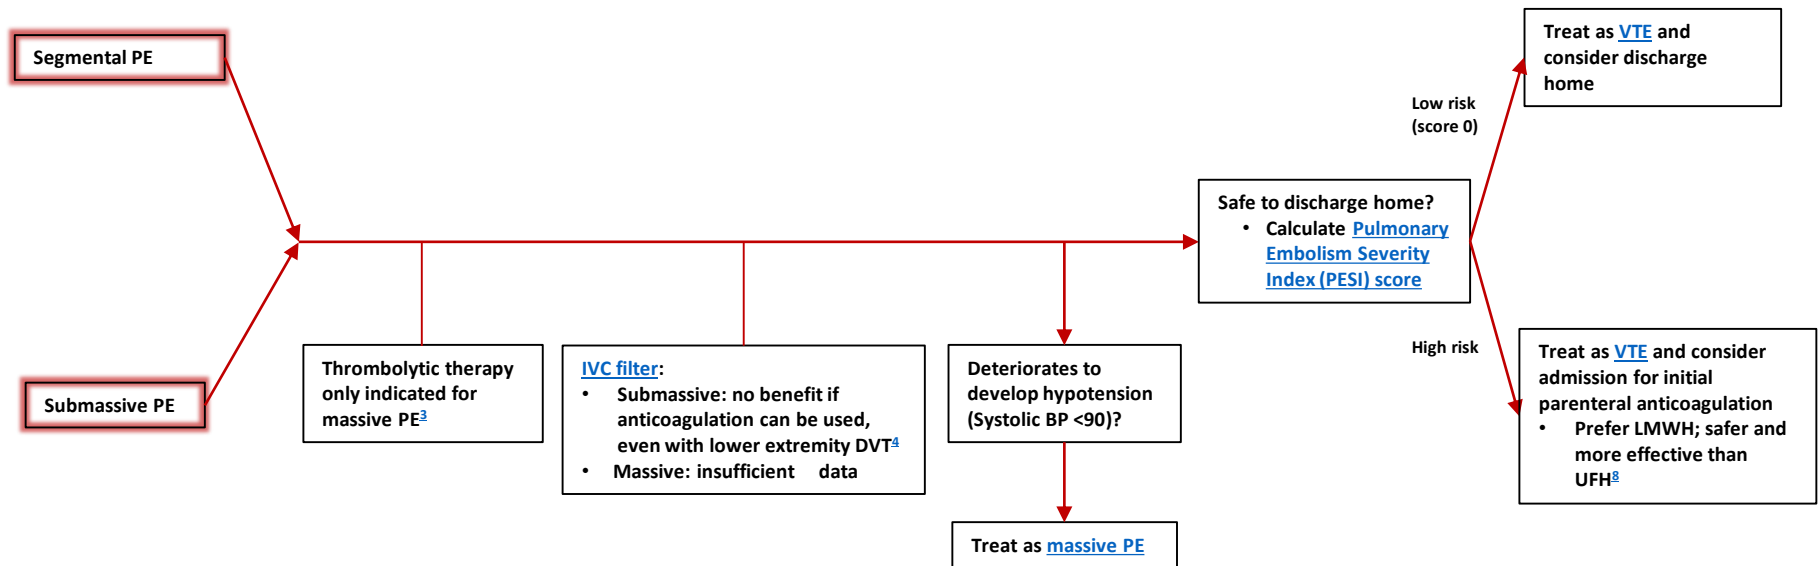 Segmental PE
Submassive PE
Thrombolytic therapy
only indicated for
massive PE3
IVC filter:
• Submassive: no benefit if
anticoagulation can be used,
even with lower extremity DVT4
• Massive: insufficient data
Deteriorates to
develop hypotension
(Systolic BP <90)?
Treat as massive PE
Safe to discharge home?
• Calculate Pulmonary
Embolism Severity
Index (PESI) score
Low risk
(score 0)
Treat as VTE and
consider discharge
home
High risk
Treat as VTE and consider
admission for initial
parenteral anticoagulation
• Prefer LMWH; safer and
more effective than
UFH8